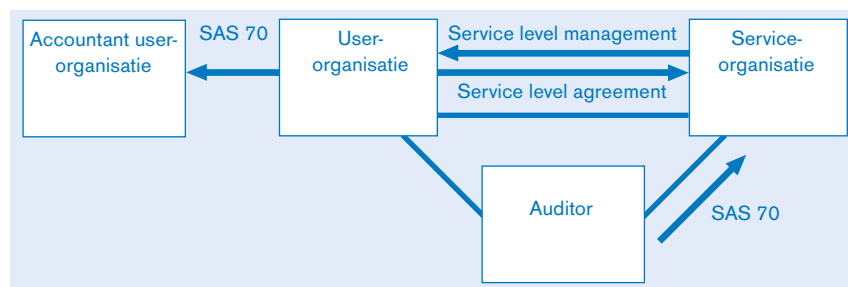 Accountant user-
organisatie
SAS 70
User-
organisatie
Service level management
Service level agreement
Service-
organisatie
Auditor
SAS 70